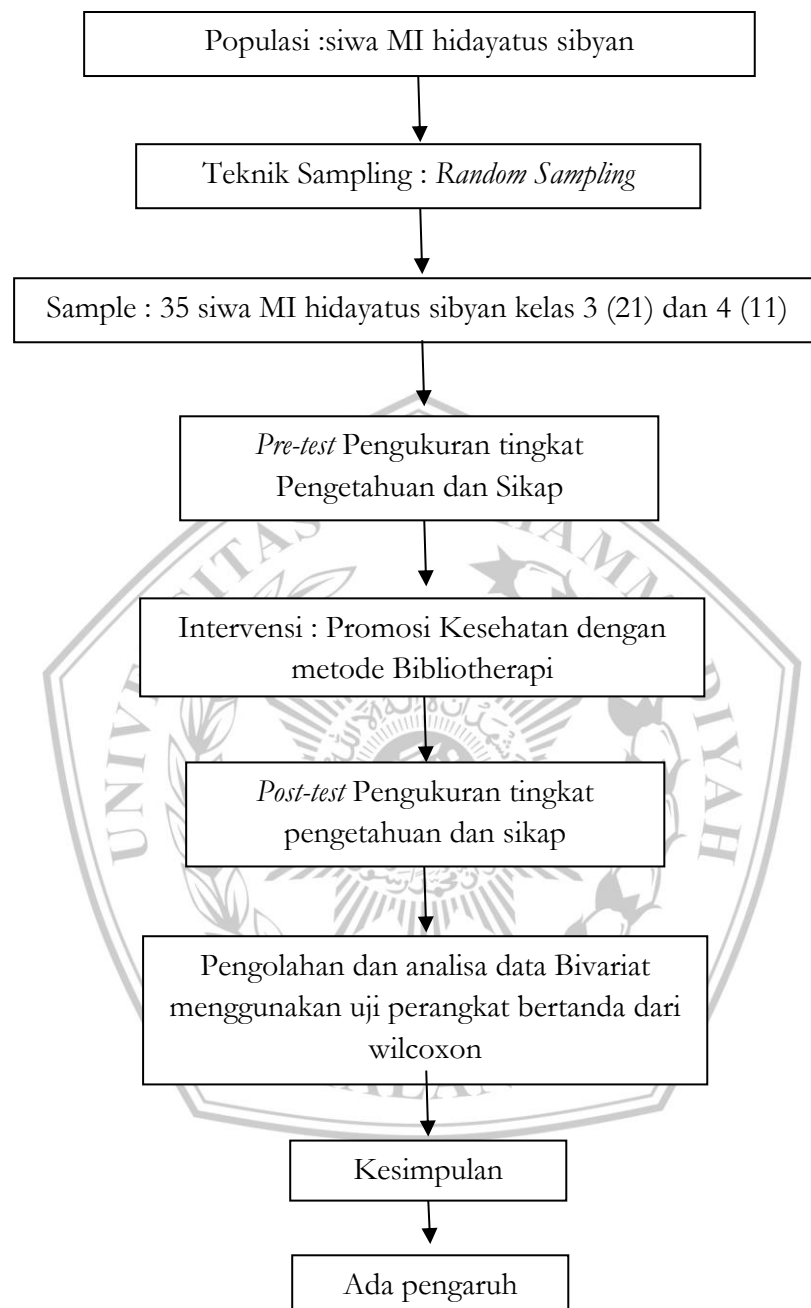 Populasi :siwa MI hidayatus sibyan
Teknik Sampling : Random Sampling
Sample : 35 siwa MI hidayatus sibyan kelas 3 (21) dan 4 (11)
Pre-test Pengukuran tingkat
Pengetahuan dan Sikap
Intervensi : Promosi Kesehatan dengan
metode Bibliotherapi
Post-test Pengukuran tingkat
pengetahuan dan sikap
Pengolahan dan analisa data Bivariat
menggunakan uji perangkat bertanda dari
wilcoxon
Kesimpulan
Ada pengaruh